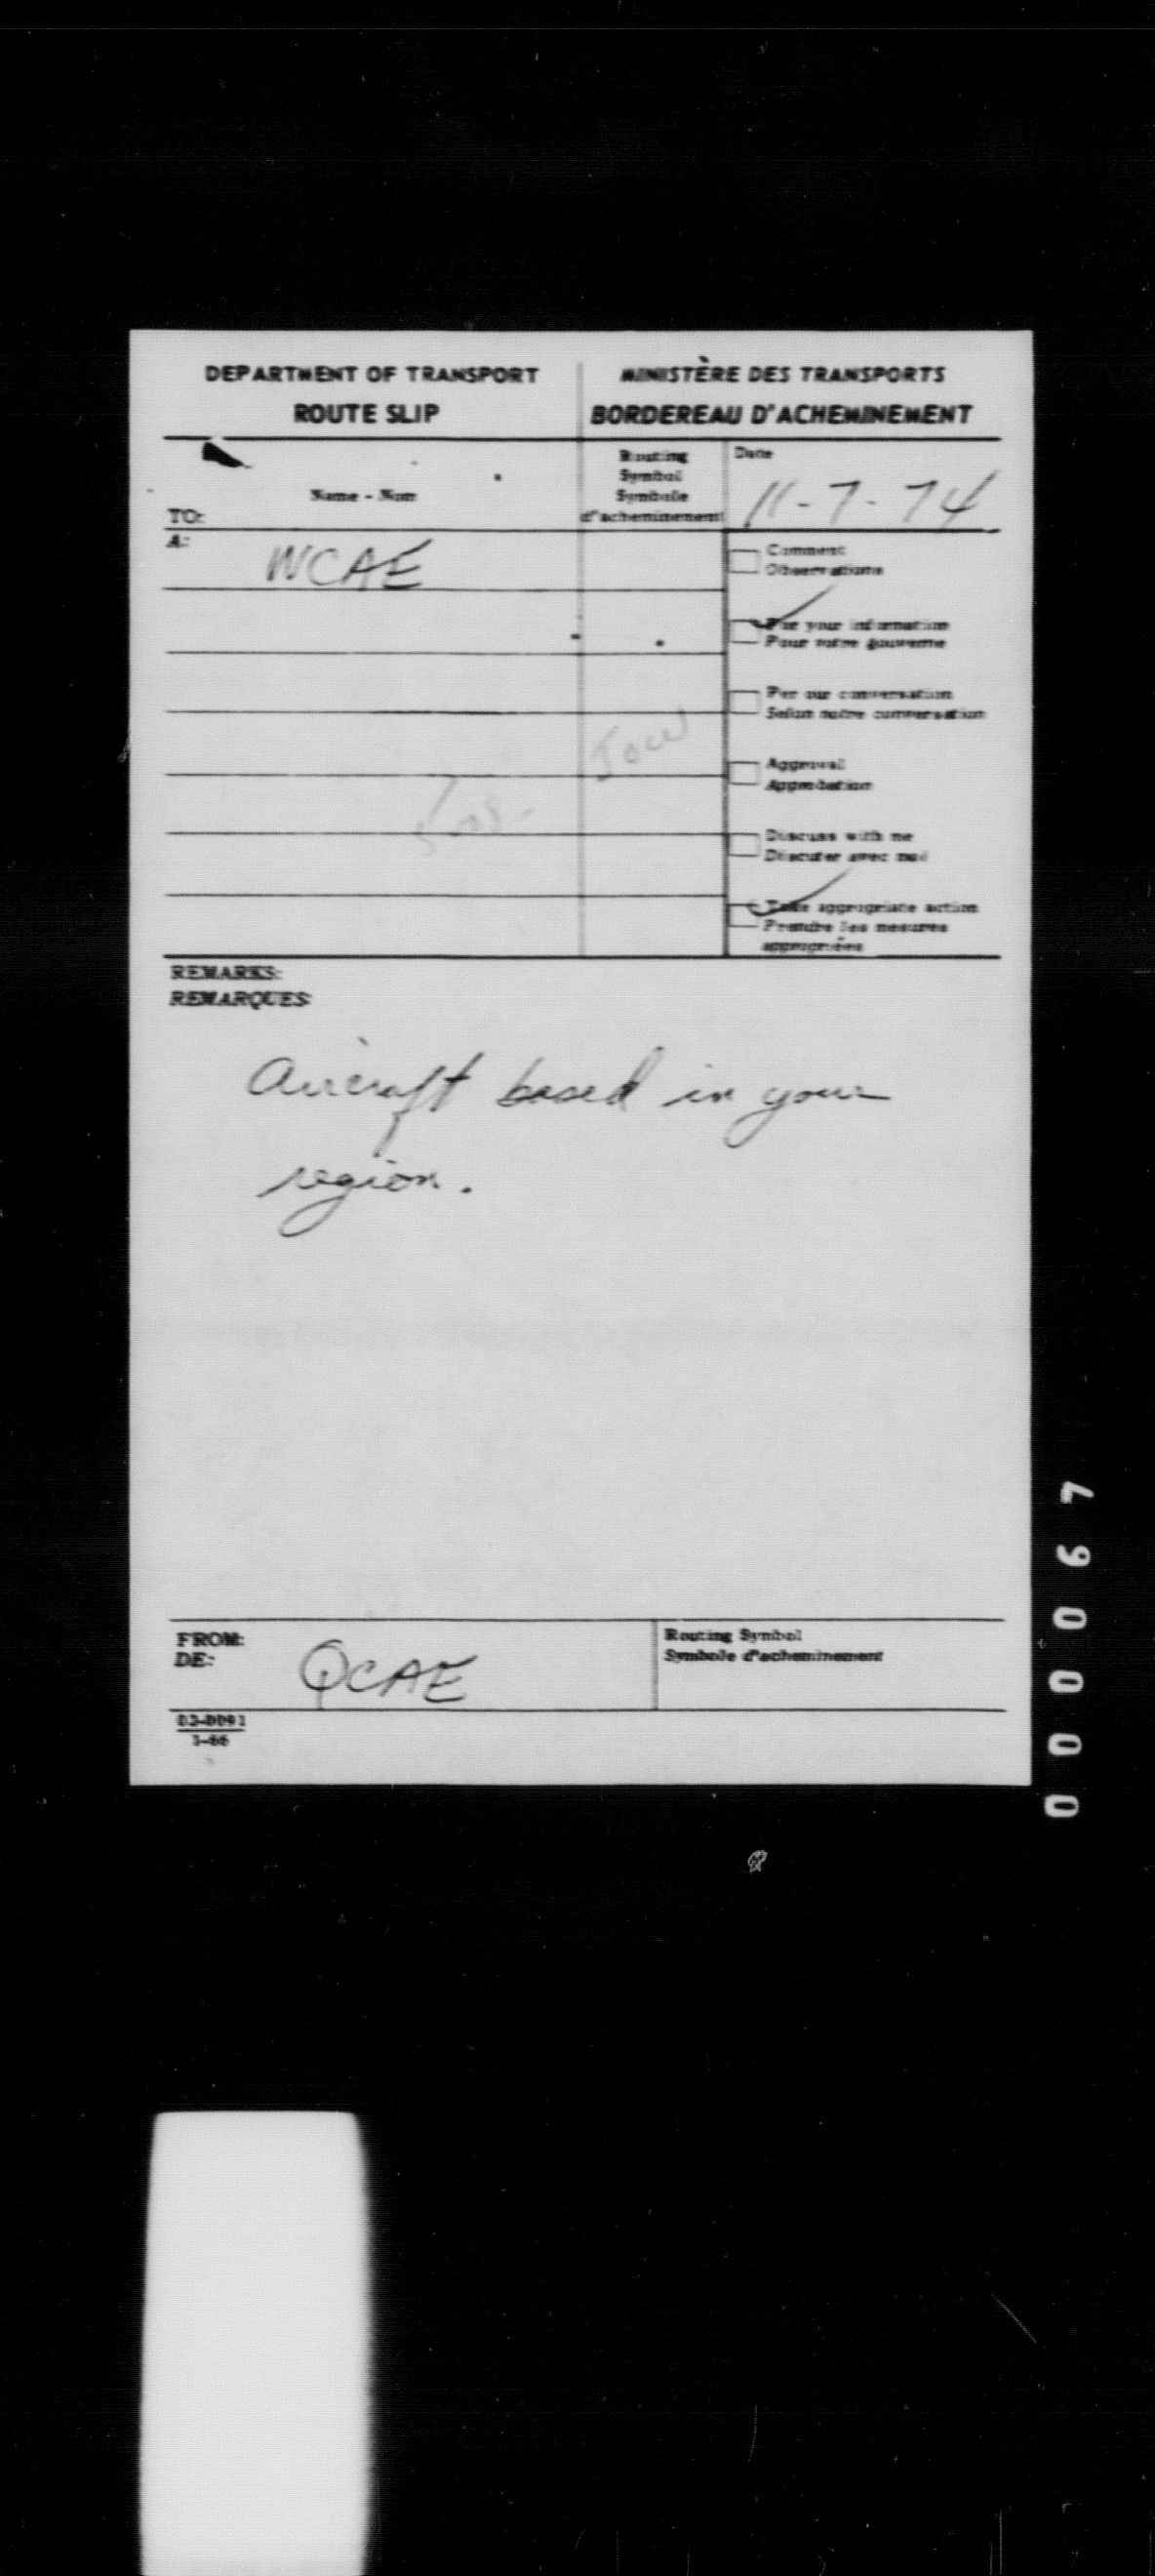 DEPARTMENT OF TRANSPORT
ROUTE SLIP
MINISTÈRE DES TRANSPORTS
BORDEREAU D'ACHEMINEMENT
Name - Nom
TO:
A:
Routing
Symbol
Symbole
d'acheminement
Date
11-7-74
WCAE
Comment
Observations
For your information
Pour votre gouverne
Per our conversation
Selon notre conversation
Approval
Approbation
Discuss with me
Discuter avec moi
Take appropriate action
Prendre les mesures
appropriées
REMARKS:
REMARQUES:
Aircraft based in your
region.
FROM:
DE:
QCAE
Routing Symbol
Symbole d'acheminement
000067